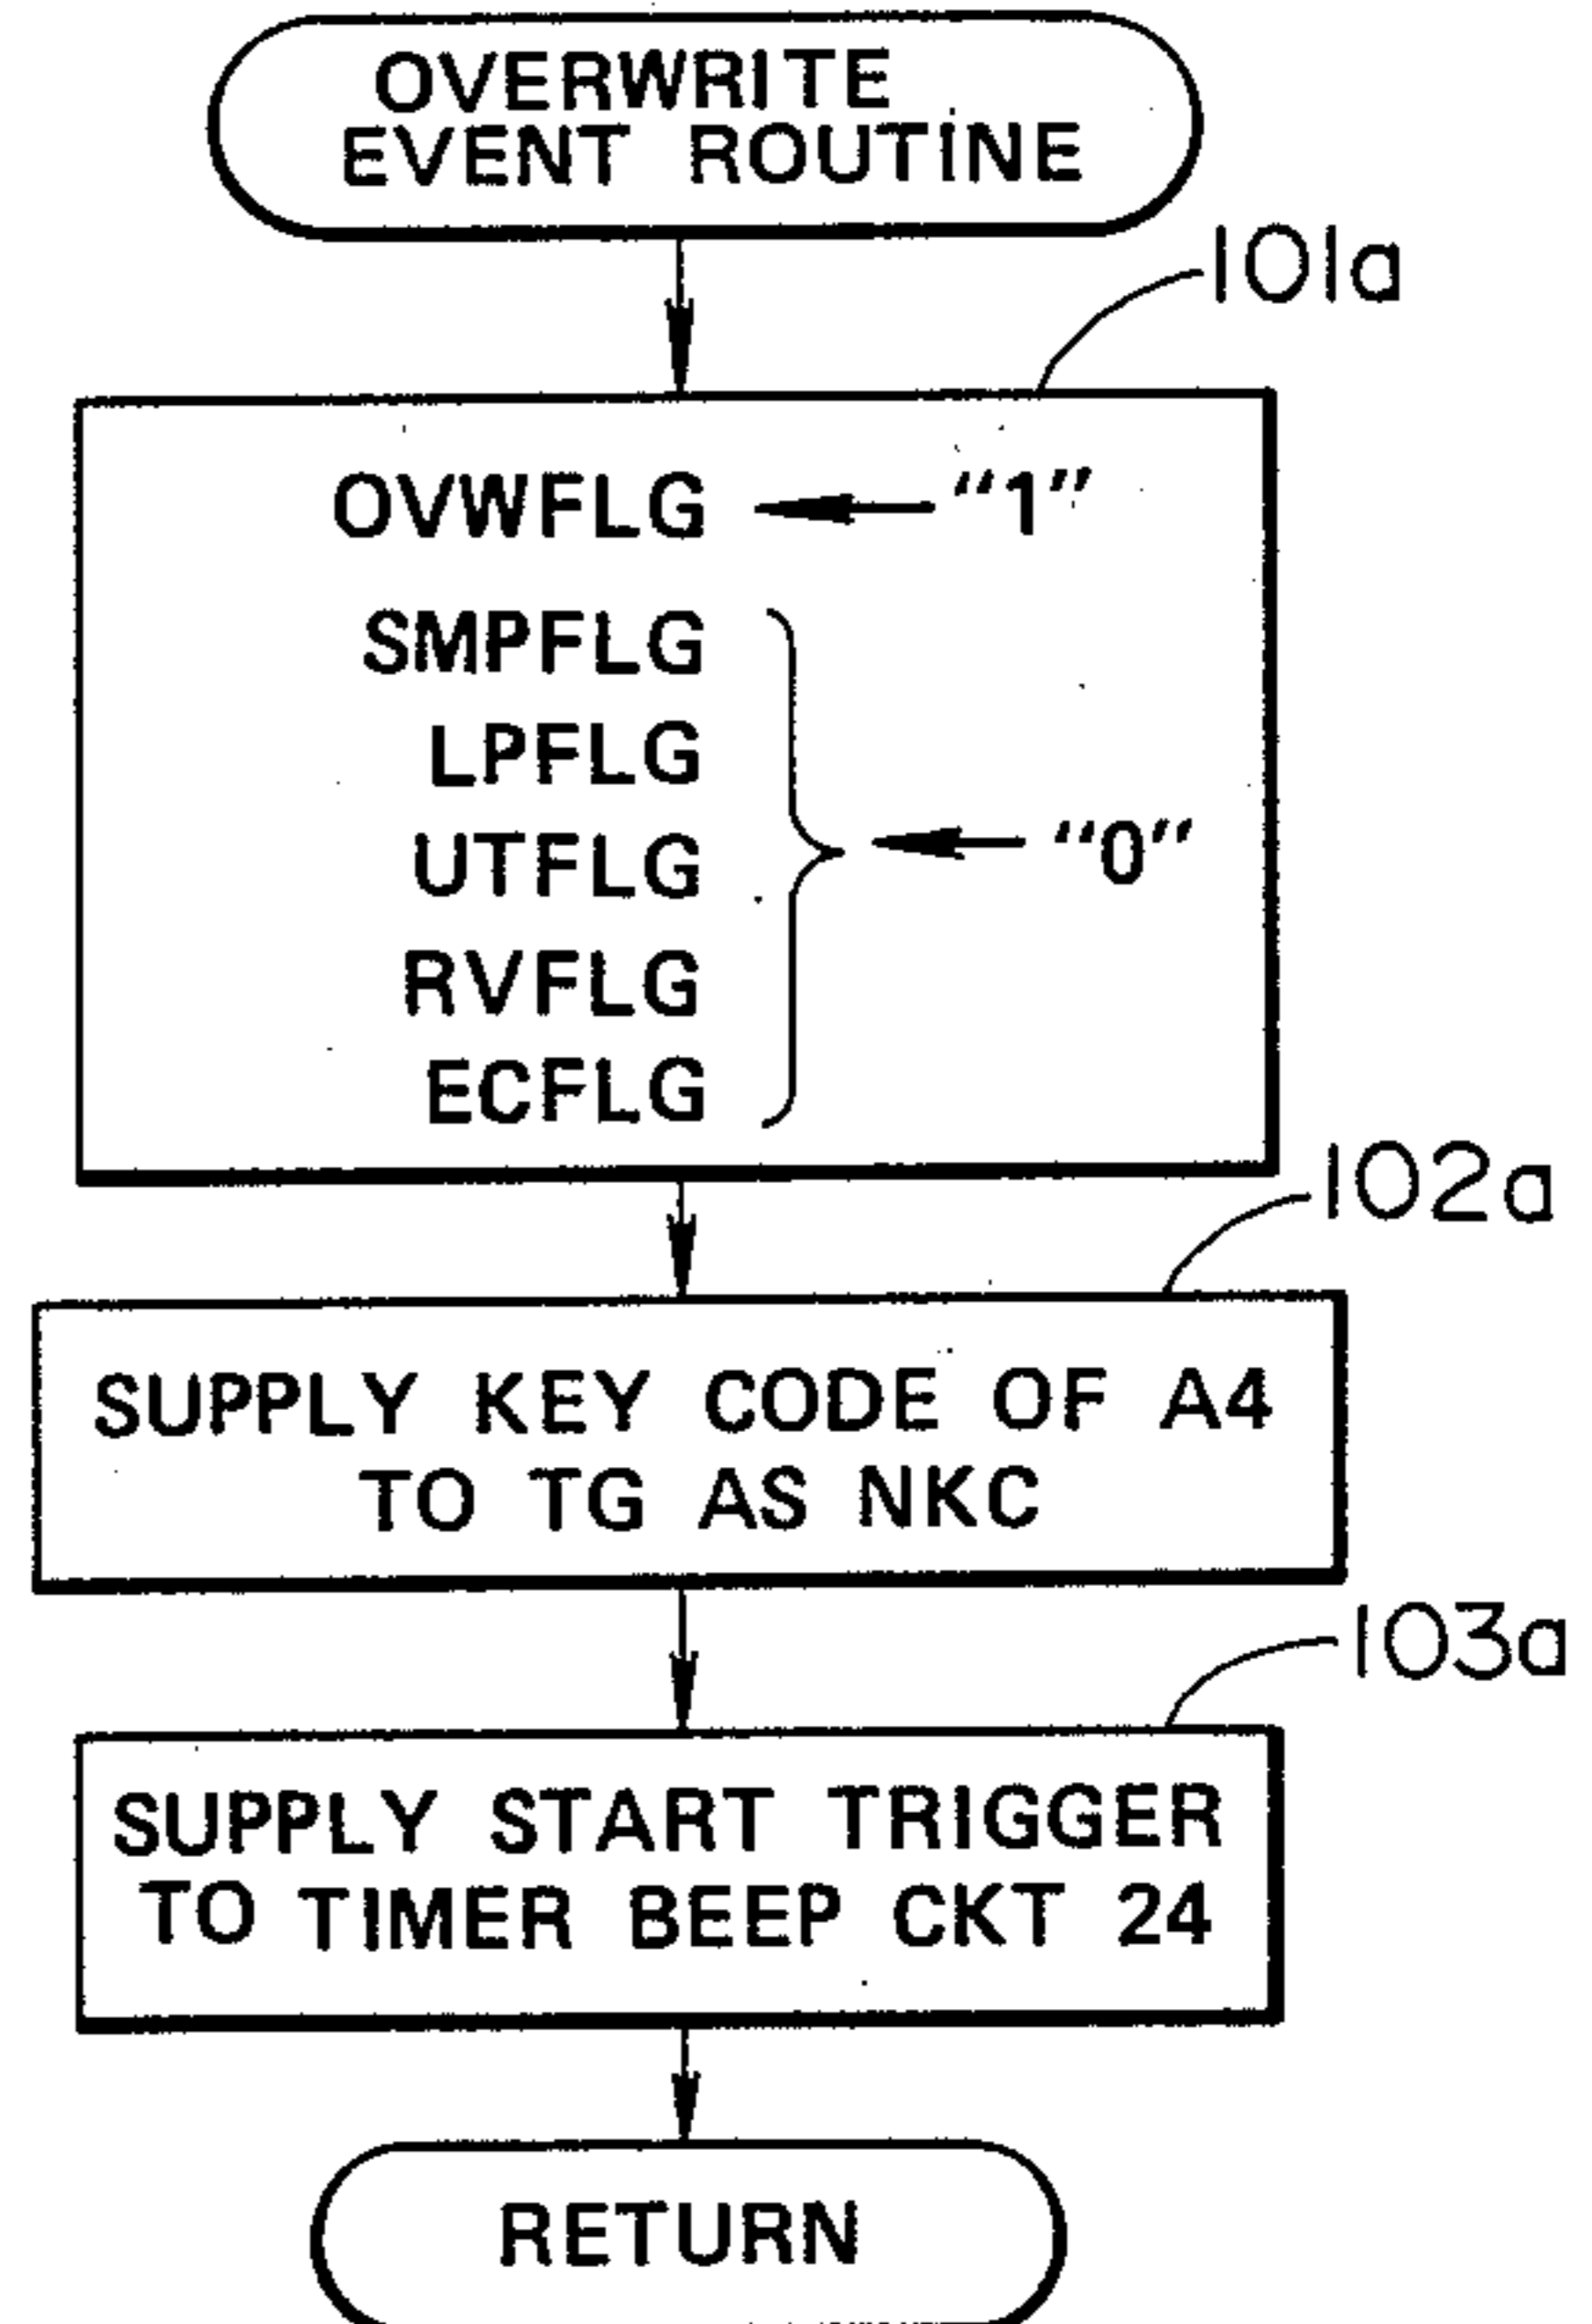 OVERWRITE
EVENT ROUTINE
101a
OVWFLG ← "1"
SMPFLG
LPFLG
UTFLG
← "0"
RVFLG
ECFLG
102a
SUPPLY KEY CODE OF A4
TO TG AS NKC
103a
SUPPLY START TRIGGER
TO TIMER BEEP CKT 24
RETURN